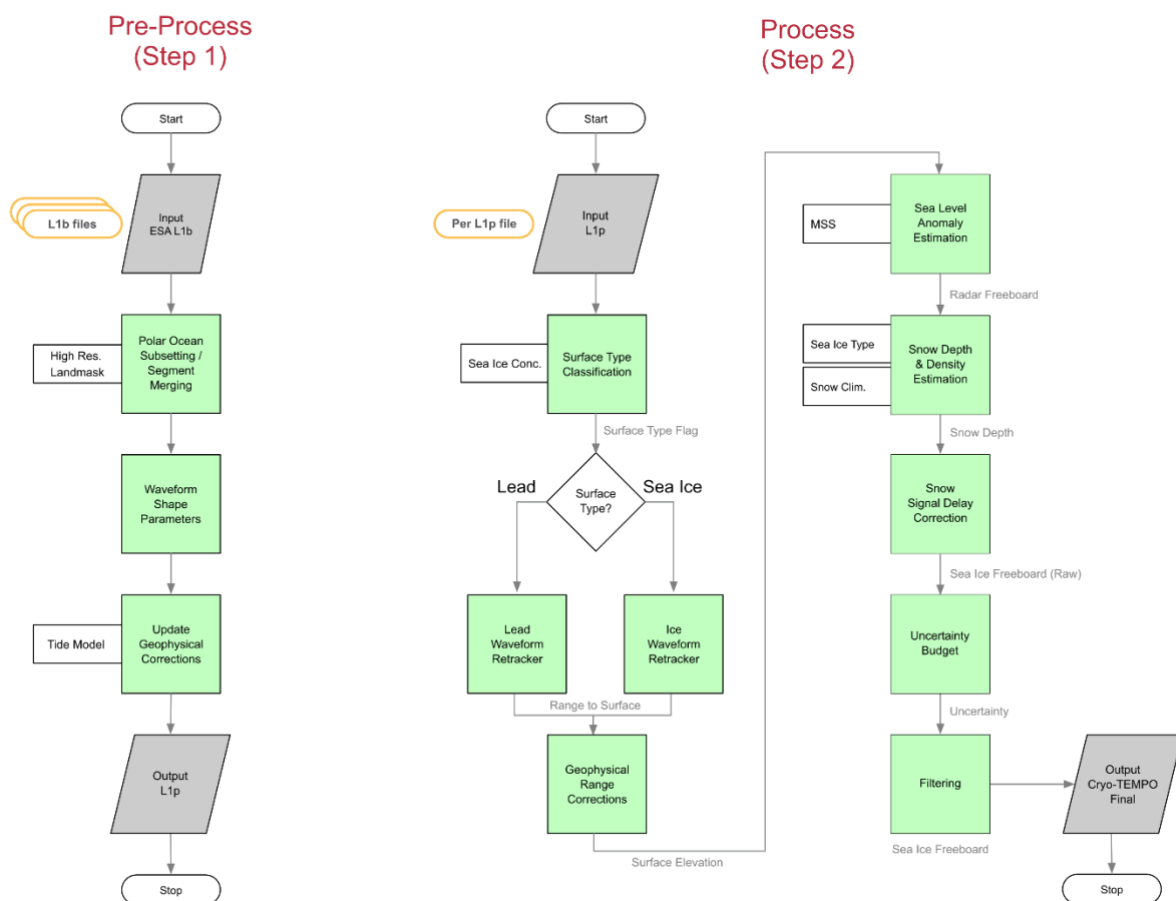 Pre-Process
(Step 1)
Start
L1b files
Input
ESA L1b
High Res.
Landmask
Polar Ocean
Subsetting /
Segment
Merging
Waveform
Shape
Parameters
Tide Model
Update
Geophysical
Corrections
Output
L1p
Stop
Process
(Step 2)
Start
Per L1p file
Input
L1p
Sea Ice Conc.
Surface Type
Classification
Surface Type Flag
Lead
Surface
Type?
Sea Ice
Lead
Waveform
Retracker
Ice
Waveform
Retracker
Range to Surface
Geophysical
Range
Corrections
Surface Elevation
MSS
Sea Level
Anomaly
Estimation
Radar Freeboard
Sea Ice Type
Snow Clim.
Snow Depth
& Density
Estimation
Snow Depth
Snow
Signal Delay
Correction
Sea Ice Freeboard (Raw)
Uncertainty
Budget
Uncertainty
Filtering
Sea Ice Freeboard
Output
Cryo-TEMPO
Final
Stop